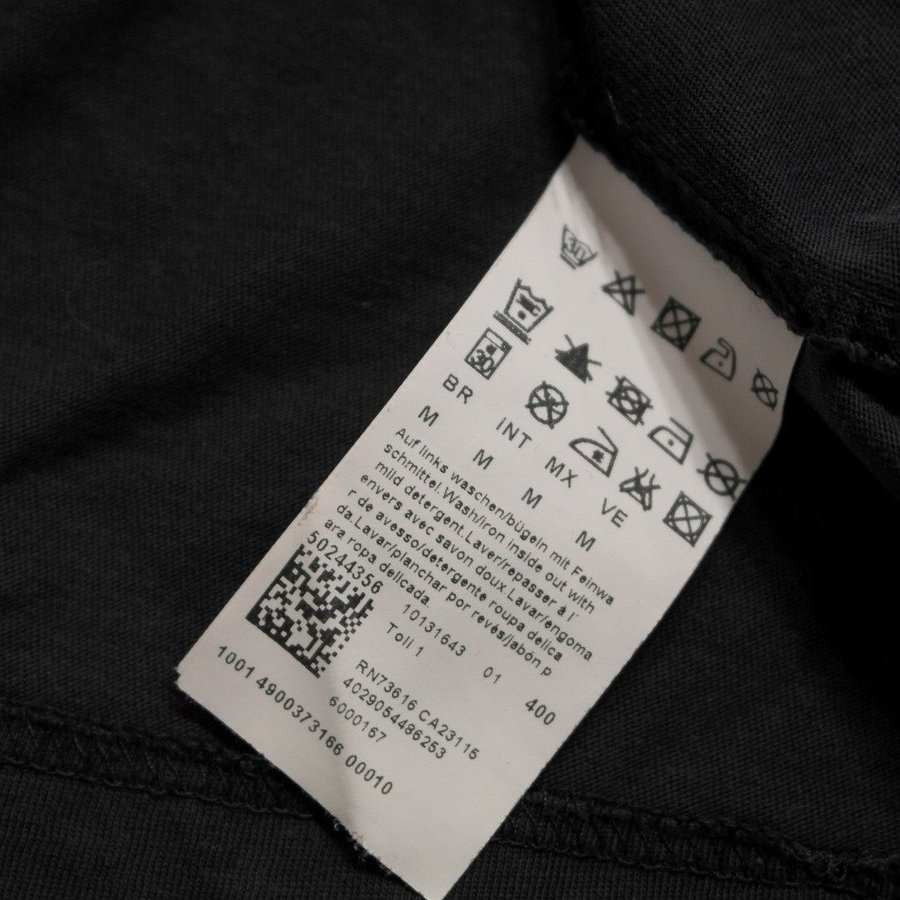 30
30
BR INT MX VE
M M M M
Auf links waschen/bügeln mit Feinwa
schmittel.Wash/iron inside out with
mild detergent.Laver/repasser à l'
envers avec savon doux.Lavar/engoma
r de avesso/detergente roupa delica
da.Lavar/planchar por revés/jabón p
ara ropa delicada.
50244356
10131643 01
Toli 1 400
RN73616 CA23115
4029054486253
6000167
1001 4900373166 00010